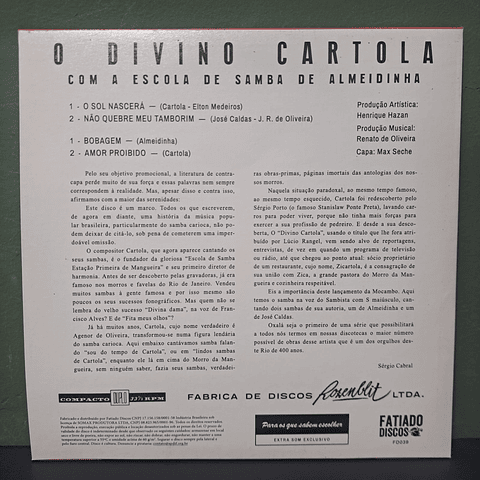 O DIVINO CARTOLA
COM A ESCOLA DE SAMBA DE ALMEIDINHA
1 - O SOL NASCERÁ — (Cartola - Elton Medeiros)
2 - NÃO QUEBRE MEU TAMBORIM — (José Caldas - J. R. de Oliveira)
1 - BOBAGEM — (Almeidinha)
2 - AMOR PROIBIDO — (Cartola)
Produção Artística:
Henrique Hazan
Produção Musical:
Renato de Oliveira
Capa: Max Seche
Pelo seu objetivo promocional, a literatura de contra-
capa perde muito de sua força e essas palavras nem sempre
correspondem à realidade. Mas, apesar disso e contra isso,
afirmamos com a maior das serenidades:
Este disco é um marco. Todos os que escreverem,
de agora em diante, uma história da música popu-
lar brasileira, particularmente do samba carioca, não po-
dem deixar de citá-lo, sob pena de cometerem uma imper-
doável omissão.
O compositor Cartola, que agora aparece cantando os
seus sambas, é o fundador da gloriosa "Escola de Samba
Estação Primeira de Mangueira" e seu primeiro diretor de
harmonia. Antes de ser descoberto pelas gravadoras, já era
famoso nos morros e favelas do Rio de Janeiro. Vendeu
muitos sambas à gente famosa e por isso mesmo são
poucos os seus sucessos fonográficos. Mas quem não se
lembra do velho sucesso "Divina dama", na voz de Fran-
cisco Alves? E de "Fita meus olhos"?
Já há muitos anos, Cartola, cujo nome verdadeiro é
Agenor de Oliveira, transformou-se numa figura lendária
do samba carioca. Aqui embaixo cantávamos samba falan-
do "sou do tempo de Cartola", ou em "lindos sambas
de Cartola", enquanto ele lá em cima do Morro da Man-
gueira, sem ninguém saber, fazia seus sambas, verdadei-
ras obras-primas, páginas imortais das antologias dos nos-
sos morros.
Naquela situação paradoxal, ao mesmo tempo famoso,
ao mesmo tempo esquecido, Cartola foi redescoberto pelo
Sérgio Porto (o famoso Stanislaw Ponte Preta), lavando car-
ros para poder viver, porque não tinha mais forças para
exercer a sua profissão de pedreiro. E desde a sua desco-
berta, O "Divino Cartola", usando o título que lhe fora atri-
buído por Lúcio Rangel, vem sendo alvo de reportagens,
entrevistas, de vez em quando um programa de televisão
ou rádio, até que chegou ao ponto atual: sócio proprietário
de um restaurante, cujo nome, Zicartola, é a consagração de
sua união com Zica, a grande pastora do Morro da Man-
gueira e cozinheira respeitável.
Eis a importância deste lançamento da Mocambo. Aqui
temos o samba na voz do Sambista com S maiúsculo, can-
tando dois sambas de sua autoria, um de Almeidinha e um
de José Caldas.
Oxalá seja o primeiro de uma série que possibilitará
a todos nós termos em nossas discotecas o maior número
possível de obras desse artista que é um dos orgulhos des-
te Rio de 400 anos.
Sérgio Cabral
COMPACTO DUPLO 33 RPM
FABRICA DE DISCOS Rosenblit LTDA.
Para os que sabem escolher
EXTRA SOM EXCLUSIVO
FATIADO
DISCOS